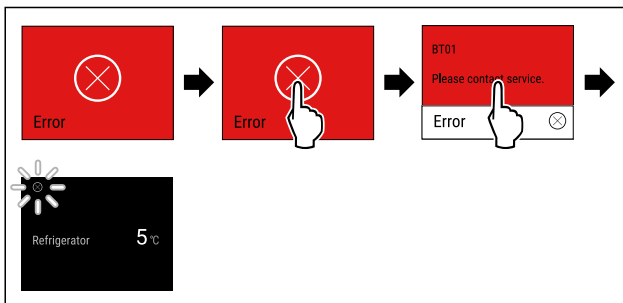 Error
Error
BT01
Please contact service.
Error
Refrigerator 5 °C